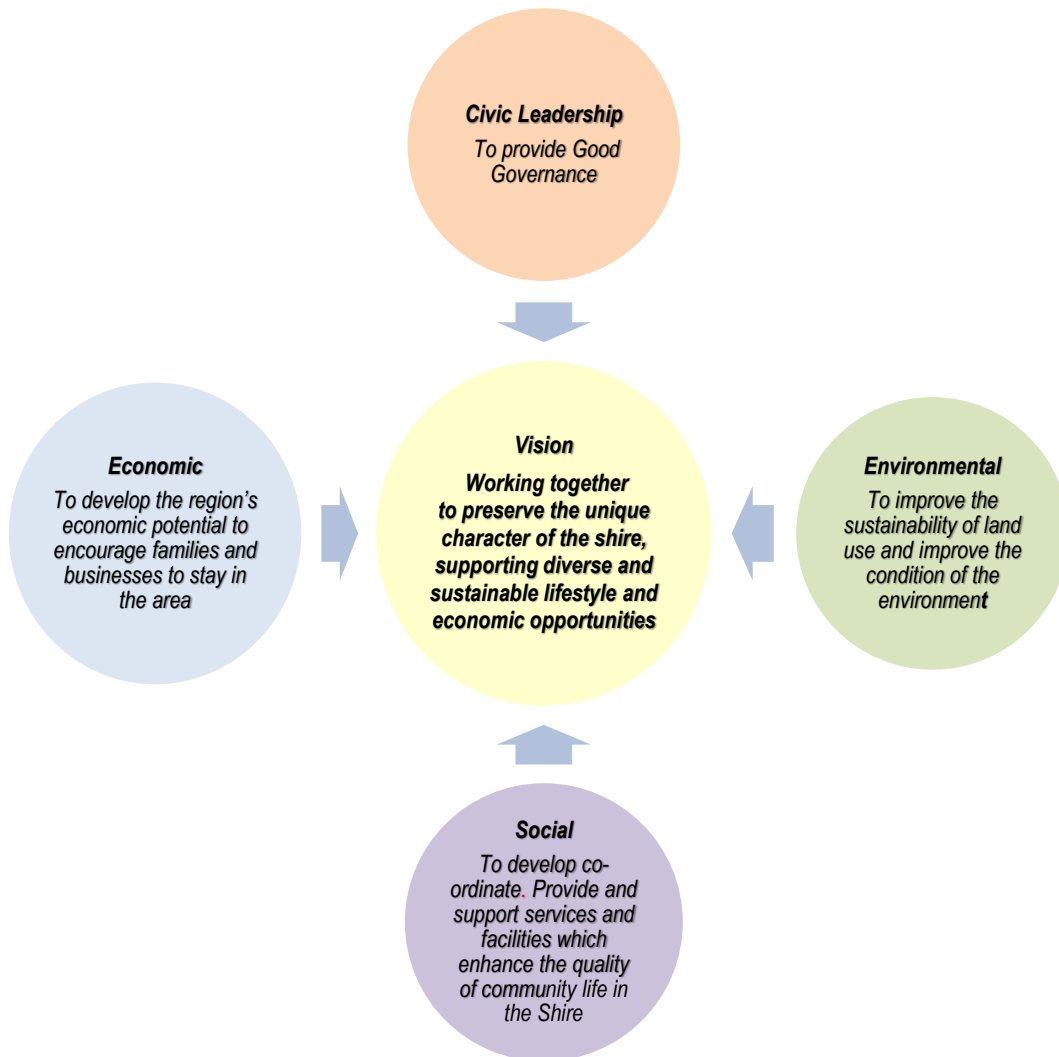 Civic Leadership
To provide Good
Governance
Economic
To develop the region's
economic potential to
encourage families and
businesses to stay in
the area
Vision
Working together
to preserve the unique
character of the shire,
supporting diverse and
sustainable lifestyle and
economic opportunities
Environmental
To improve the
sustainability of land
use and improve the
condition of the
environment
Social
To develop co-
ordinate. Provide and
support services and
facilities which
enhance the quality
of community life in
the Shire